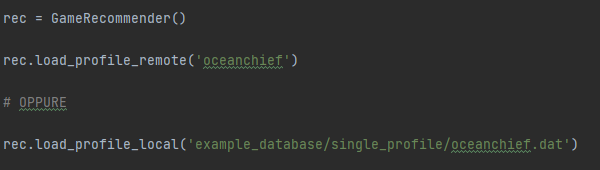 rec = GameRecommender()
rec.load_profile_remote('oceanchief')
# OPPURE
rec.load_profile_local('example_database/single_profile/oceanchief.dat')